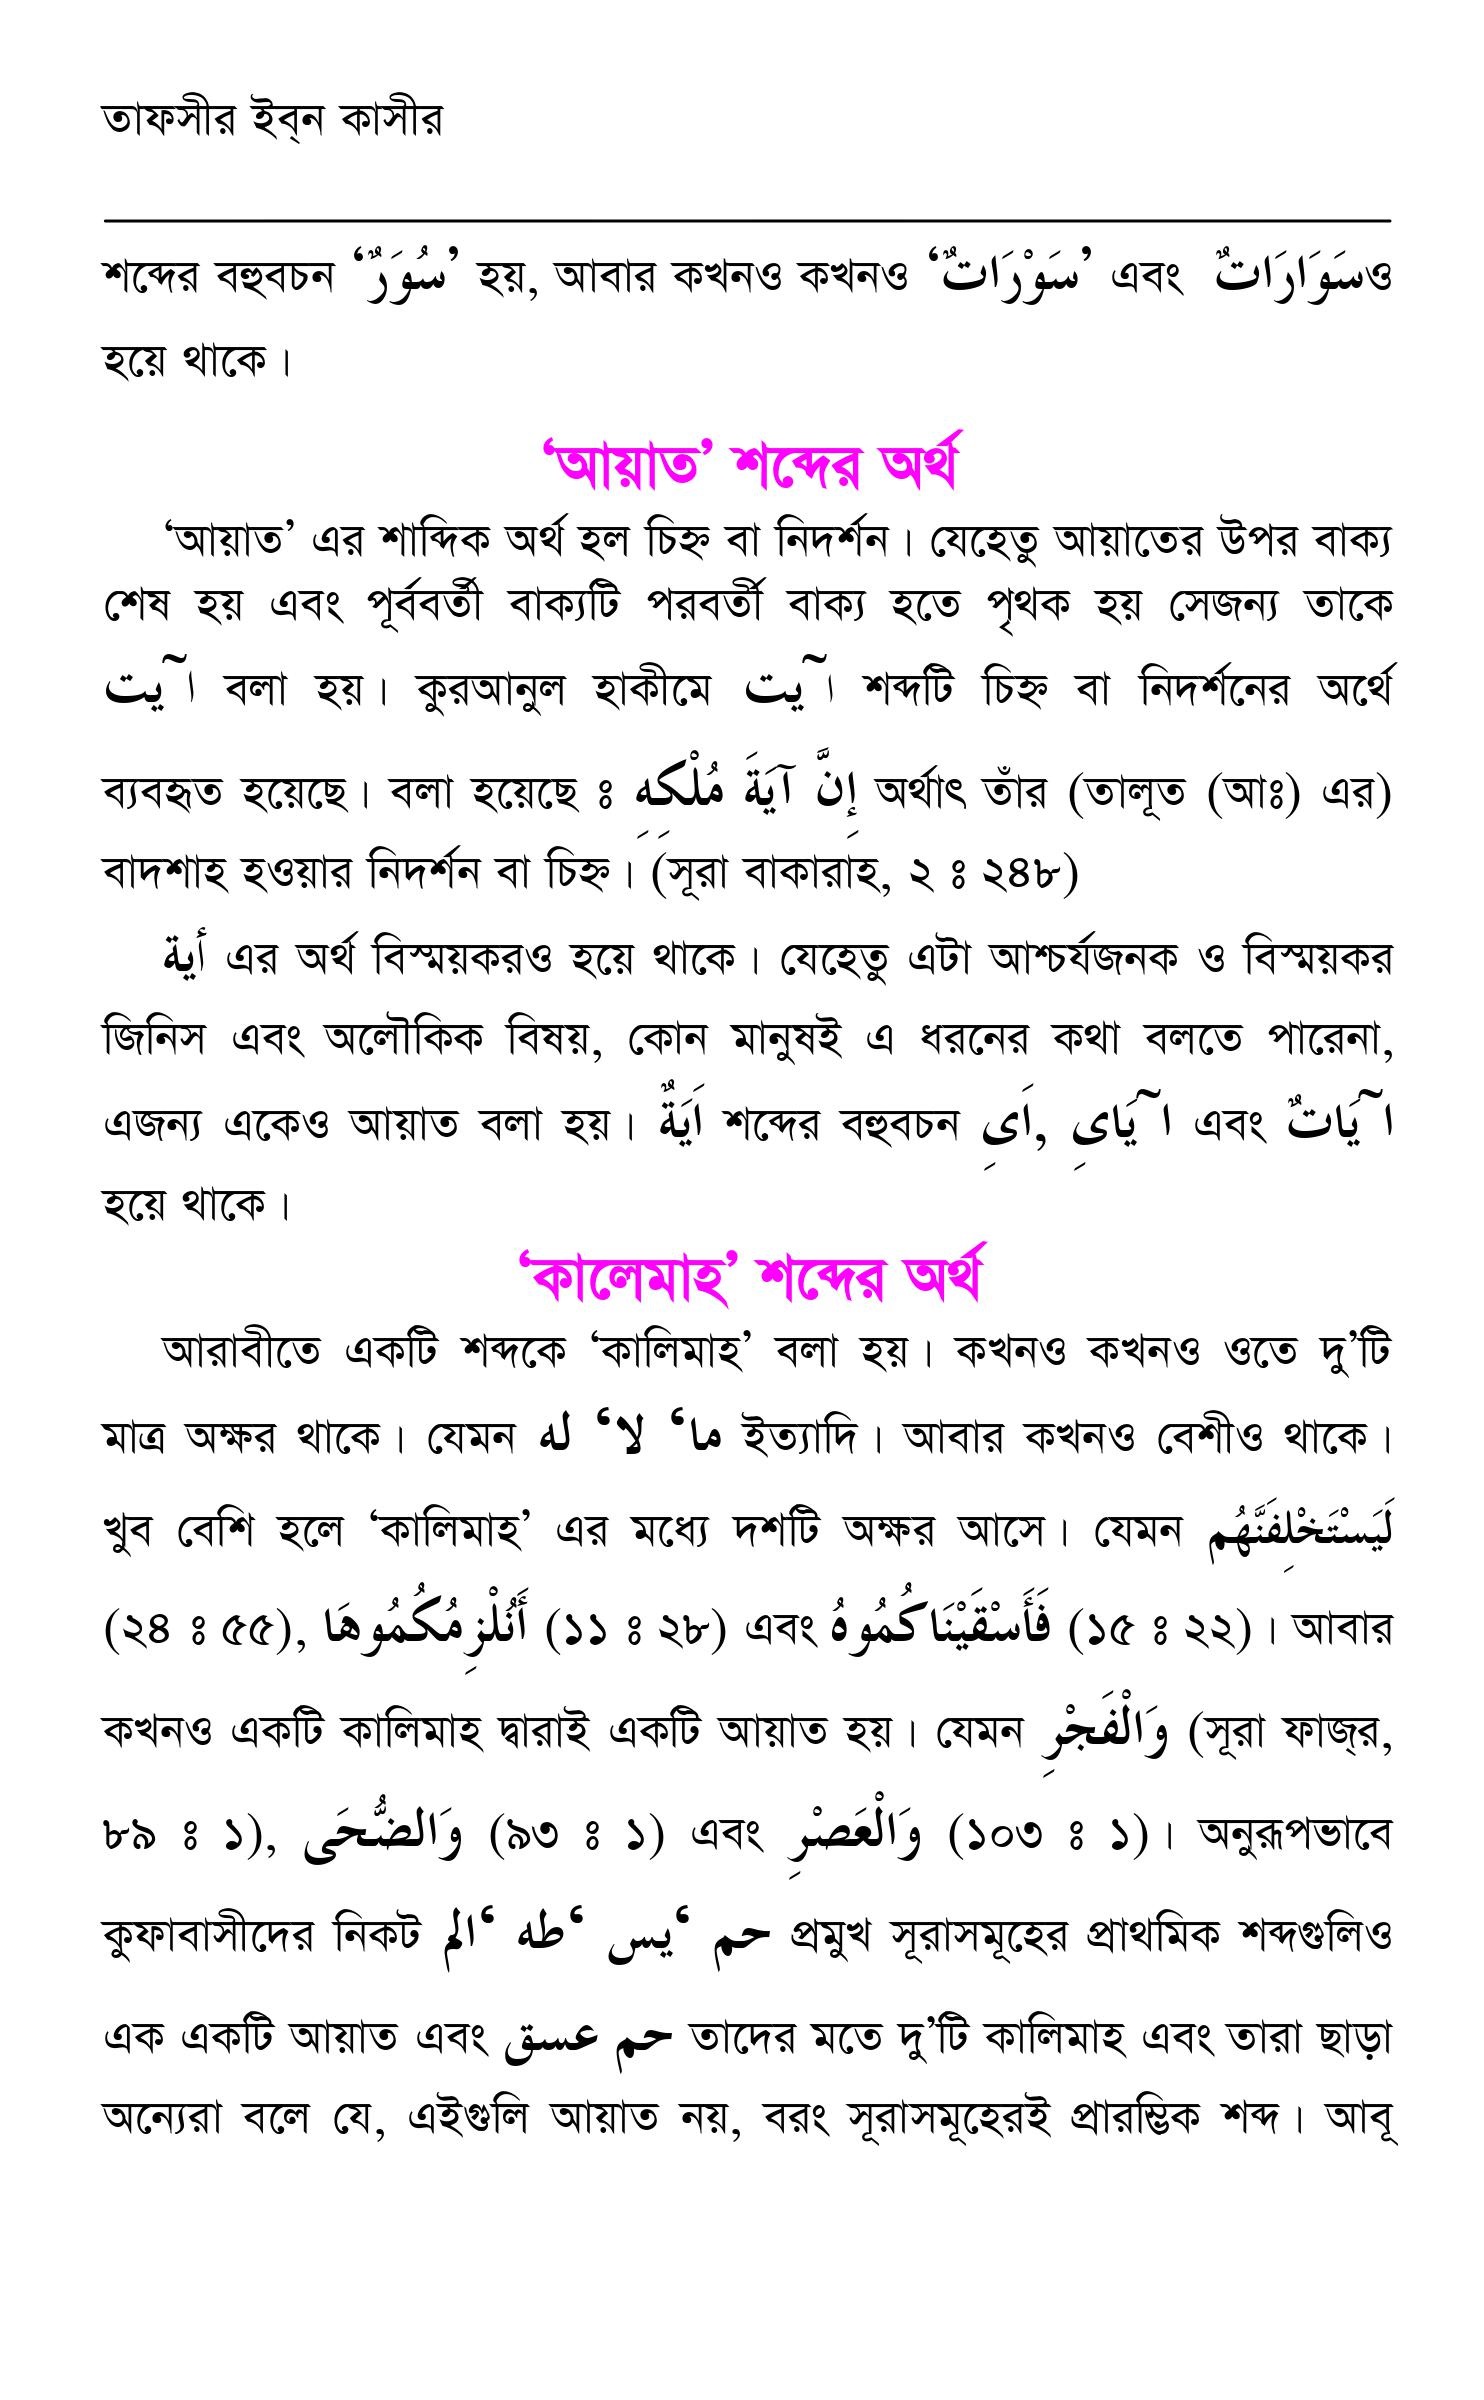 তাফসীর ইব্‌ন কাসীর
শব্দের বহুবচন ‘سُوَرٌ’ হয়, আবার কখনও কখনও ‘سَوْرَاتٌ’ এবং سَوَارَاتٌও
হয়ে থাকে।
‘আয়াত’ শব্দের অর্থ
‘আয়াত’ এর শাব্দিক অর্থ হল চিহ্ন বা নিদর্শন। যেহেতু আয়াতের উপর বাক্য
শেষ হয় এবং পূর্ববর্তী বাক্যটি পরবর্তী বাক্য হতে পৃথক হয় সেজন্য তাকে
اۤيت বলা হয়। কুরআনুল হাকীমে اۤيت শব্দটি চিহ্ন বা নিদর্শনের অর্থে
ব্যবহৃত হয়েছে। বলা হয়েছে ঃ إِنَّ آيَةَ مُلْكِهِ অর্থাৎ তাঁর (তালূত (আঃ) এর)
বাদশাহ হওয়ার নিদর্শন বা চিহ্ন। (সূরা বাকারাহ, ২ ঃ ২৪৮)
أية এর অর্থ বিস্ময়করও হয়ে থাকে। যেহেতু এটা আশ্চর্যজনক ও বিস্ময়কর
জিনিস এবং অলৌকিক বিষয়, কোন মানুষই এ ধরনের কথা বলতে পারেনা,
এজন্য একেও আয়াত বলা হয়। اَيَةٌ শব্দের বহুবচন اَىِ, اۤيَاىِ এবং اۤيَاتٌ
হয়ে থাকে।
‘কালেমাহ’ শব্দের অর্থ
আরাবীতে একটি শব্দকে ‘কালিমাহ’ বলা হয়। কখনও কখনও ওতে দু’টি
মাত্র অক্ষর থাকে। যেমন ما‘ لا‘ له ইত্যাদি। আবার কখনও বেশীও থাকে।
খুব বেশি হলে ‘কালিমাহ’ এর মধ্যে দশটি অক্ষর আসে। যেমন لَيَسْتَخْلِفَنَّهُم
(২৪ ঃ ৫৫), أَنُلْزِمُكُمُوهَا (১১ ঃ ২৮) এবং فَأَسْقَيْنَاكُمُوهُ (১৫ ঃ ২২)। আবার
কখনও একটি কালিমাহ দ্বারাই একটি আয়াত হয়। যেমন وَالْفَجْرِ (সূরা ফাজ্‌র,
৮৯ ঃ ১), وَالضُّحَى (৯৩ ঃ ১) এবং وَالْعَصْرِ (১০৩ ঃ ১)। অনুরূপভাবে
কুফাবাসীদের নিকট حم ‘يس ‘طه ‘الم প্রমুখ সূরাসমূহের প্রাথমিক শব্দগুলিও
এক একটি আয়াত এবং حم عسق তাদের মতে দু’টি কালিমাহ এবং তারা ছাড়া
অন্যেরা বলে যে, এইগুলি আয়াত নয়, বরং সূরাসমূহেরই প্রারম্ভিক শব্দ। আবূ